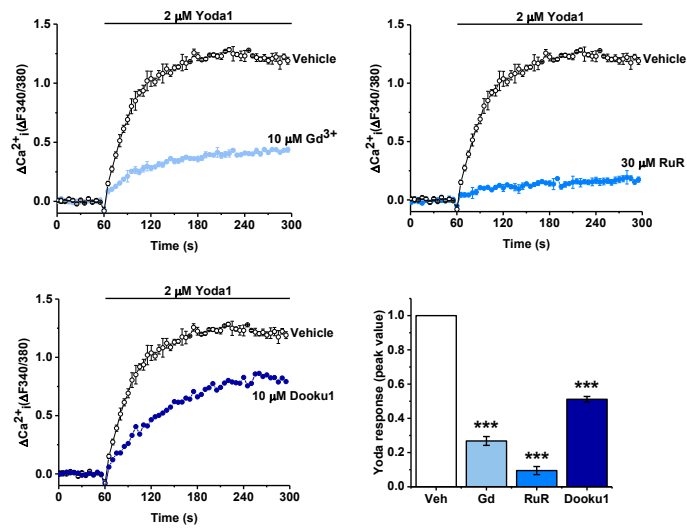 2 µM Yoda1
1.5
1.0
0.5
0.0
ΔCa²⁺ᵢ(ΔF340/380)
Vehicle
10 µM Gd³⁺
0 60 120 180 240 300
Time (s)
2 µM Yoda1
1.5
1.0
0.5
0.0
ΔCa²⁺ᵢ(ΔF340/380)
Vehicle
30 µM RuR
0 60 120 180 240 300
Time (s)
2 µM Yoda1
1.5
1.0
0.5
0.0
ΔCa²⁺ᵢ(ΔF340/380)
Vehicle
10 µM Dooku1
0 60 120 180 240 300
Time (s)
1.0
0.8
0.6
0.4
0.2
0.0
Yoda response (peak value)
***
***
***
Veh Gd RuR Dooku1